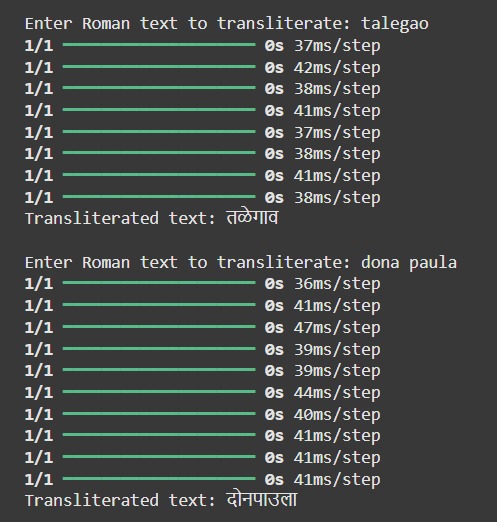 Enter Roman text to transliterate: talegao
1/1 ━━━━━━━━━━━━━━━━━━━━ 0s 37ms/step
1/1 ━━━━━━━━━━━━━━━━━━━━ 0s 42ms/step
1/1 ━━━━━━━━━━━━━━━━━━━━ 0s 38ms/step
1/1 ━━━━━━━━━━━━━━━━━━━━ 0s 41ms/step
1/1 ━━━━━━━━━━━━━━━━━━━━ 0s 37ms/step
1/1 ━━━━━━━━━━━━━━━━━━━━ 0s 38ms/step
1/1 ━━━━━━━━━━━━━━━━━━━━ 0s 41ms/step
1/1 ━━━━━━━━━━━━━━━━━━━━ 0s 38ms/step
Transliterated text: तळेगाव
Enter Roman text to transliterate: dona paula
1/1 ━━━━━━━━━━━━━━━━━━━━ 0s 36ms/step
1/1 ━━━━━━━━━━━━━━━━━━━━ 0s 41ms/step
1/1 ━━━━━━━━━━━━━━━━━━━━ 0s 47ms/step
1/1 ━━━━━━━━━━━━━━━━━━━━ 0s 39ms/step
1/1 ━━━━━━━━━━━━━━━━━━━━ 0s 39ms/step
1/1 ━━━━━━━━━━━━━━━━━━━━ 0s 44ms/step
1/1 ━━━━━━━━━━━━━━━━━━━━ 0s 40ms/step
1/1 ━━━━━━━━━━━━━━━━━━━━ 0s 41ms/step
1/1 ━━━━━━━━━━━━━━━━━━━━ 0s 41ms/step
1/1 ━━━━━━━━━━━━━━━━━━━━ 0s 41ms/step
Transliterated text: दोनपाउला